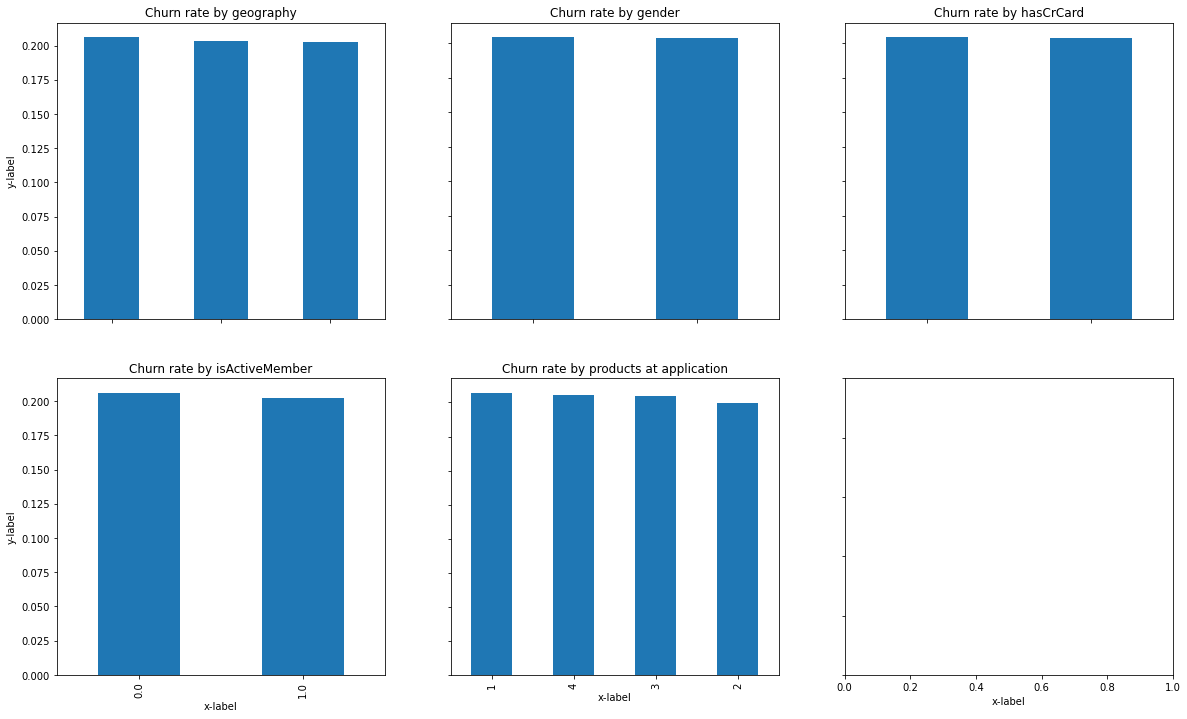 Churn rate by geography
Churn rate by gender
Churn rate by hasCrCard
0.200
0.175
0.150
0.125
0.100
0.075
0.050
0.025
0.000
y-label
Churn rate by isActiveMember
Churn rate by products at application
0.200
0.175
0.150
0.125
0.100
0.075
0.050
0.025
0.000
y-label
0.0
1.0
x-label
1
4
3
2
x-label
0.0 0.2 0.4 0.6 0.8 1.0
x-label